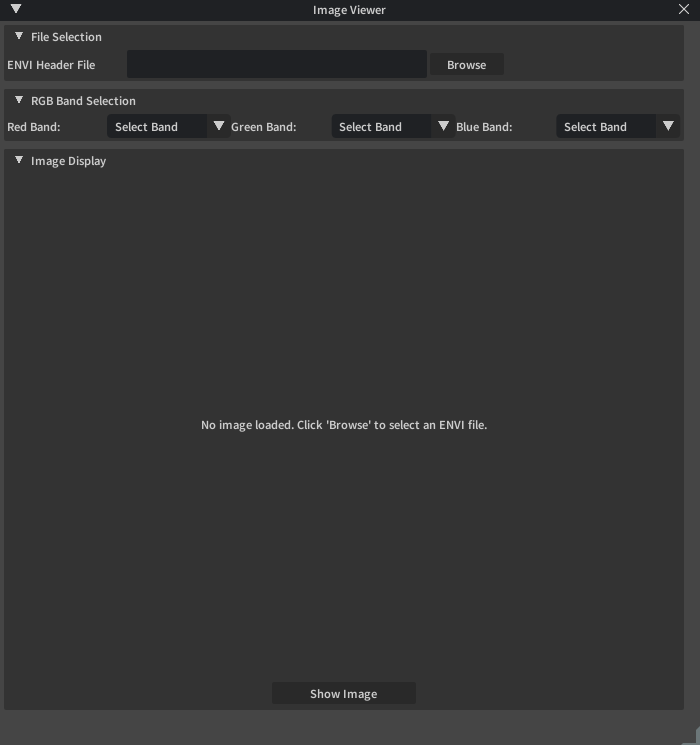 Image Viewer
File Selection
ENVI Header File Browse
RGB Band Selection
Red Band: Select Band Green Band: Select Band Blue Band: Select Band
Image Display
No image loaded. Click 'Browse' to select an ENVI file.
Show Image